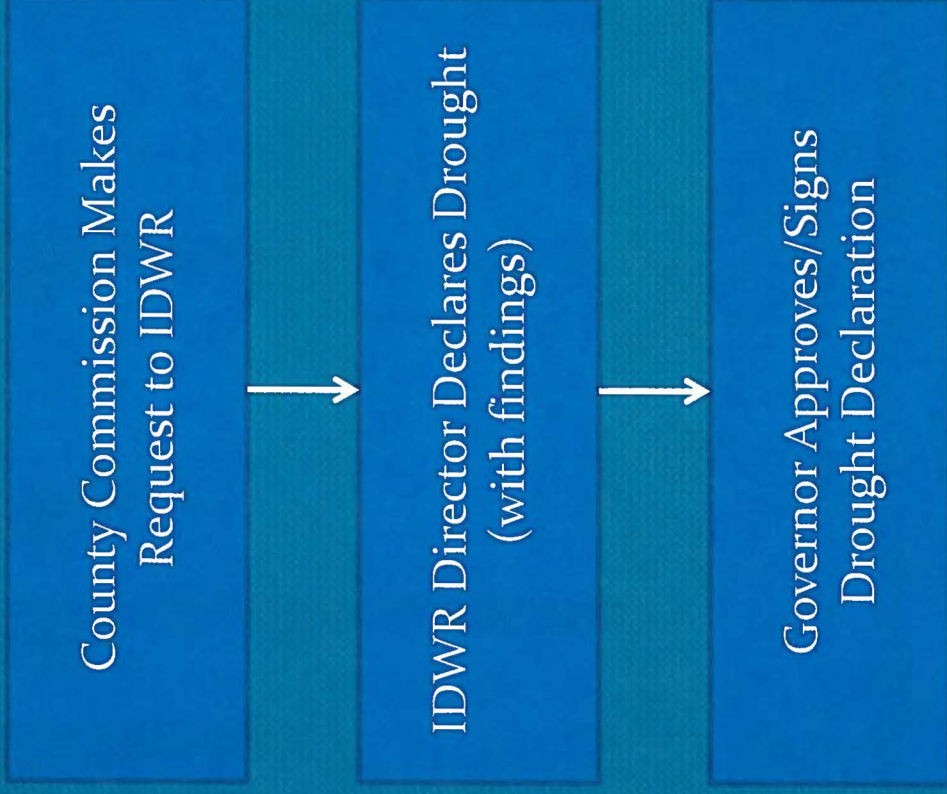 County Commission Makes
Request to IDWR
IDWR Director Declares Drought
(with findings)
Governor Approves/Signs
Drought Declaration